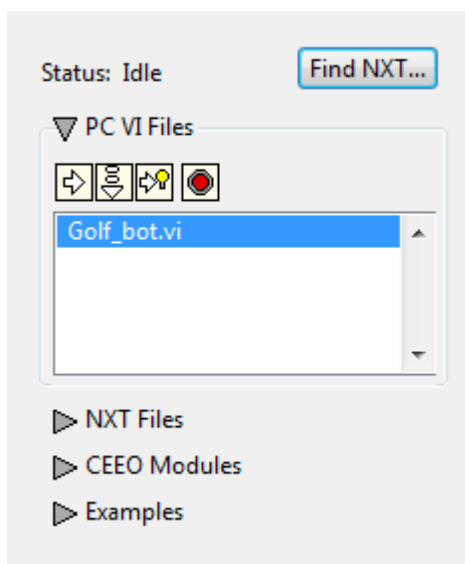 Status: Idle
Find NXT...
PC VI Files
Golf_bot.vi
NXT Files
CEEO Modules
Examples